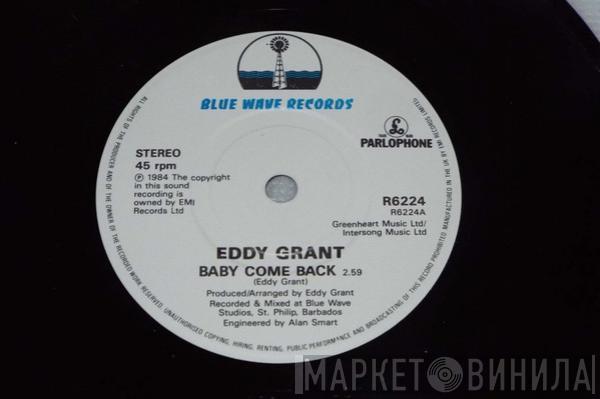 BLUE WAVE RECORDS
PARLOPHONE
STEREO
45 rpm
℗ 1984 The copyright
in this sound
recording is
owned by EMI
Records Ltd
R6224
R6224A
Greenheart Music Ltd/
Intersong Music Ltd
EDDY GRANT
BABY COME BACK 2.59
(Eddy Grant)
Produced/Arranged by Eddy Grant
Recorded & Mixed at Blue Wave
Studios, St. Philip, Barbados
Engineered by Alan Smart
ALL RIGHTS OF THE PRODUCER AND OF THE OWNER OF THE RECORDED WORK RESERVED. UNAUTHORISED COPYING, HIRING, RENTING, PUBLIC PERFORMANCE AND BROADCASTING OF THIS RECORD PROHIBITED. MANUFACTURED IN THE UK BY EMI RECORDS LIMITED
МАРКЕТ ВИНИЛА